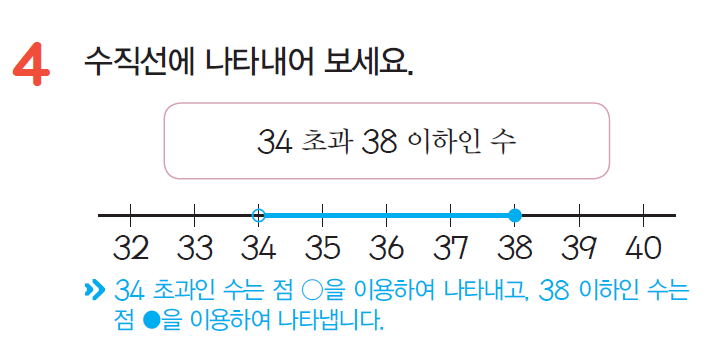 4 수직선에 나타내어 보세요.
34 초과 38 이하인 수
32 33 34 35 36 37 38 39 40
34 초과인 수는 점 ○을 이용하여 나타내고, 38 이하인 수는
점 ●을 이용하여 나타냅니다.